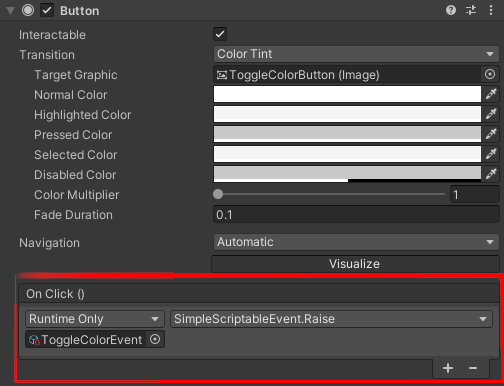 Button
Interactable
Transition Color Tint
Target Graphic ToggleColorButton (Image)
Normal Color
Highlighted Color
Pressed Color
Selected Color
Disabled Color
Color Multiplier 1
Fade Duration 0.1
Navigation Automatic
Visualize
On Click ()
Runtime Only SimpleScriptableEvent.Raise
ToggleColorEvent